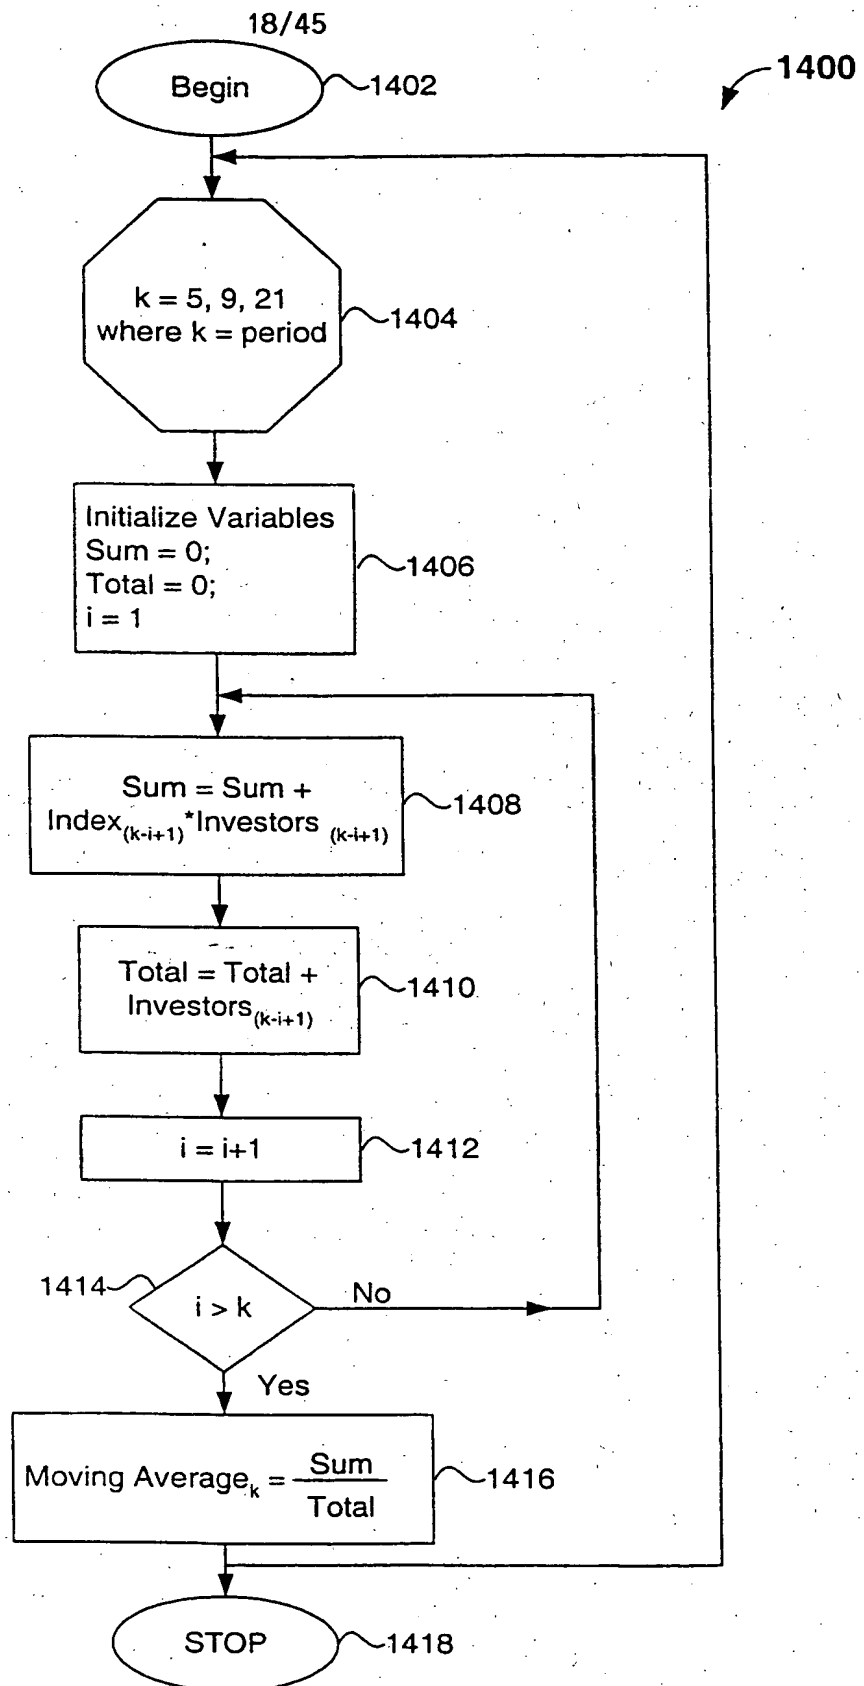 18/45
Begin
1402
1400
k = 5, 9, 21
where k = period
1404
Initialize Variables
Sum = 0;
Total = 0;
i = 1
1406
Sum = Sum +
Index(k-i+1)*Investors (k-i+1)
1408
Total = Total +
Investors(k-i+1)
1410
i = i+1
1412
1414
i > k
No
Yes
Moving Averagek = Sum
Total
1416
STOP
1418